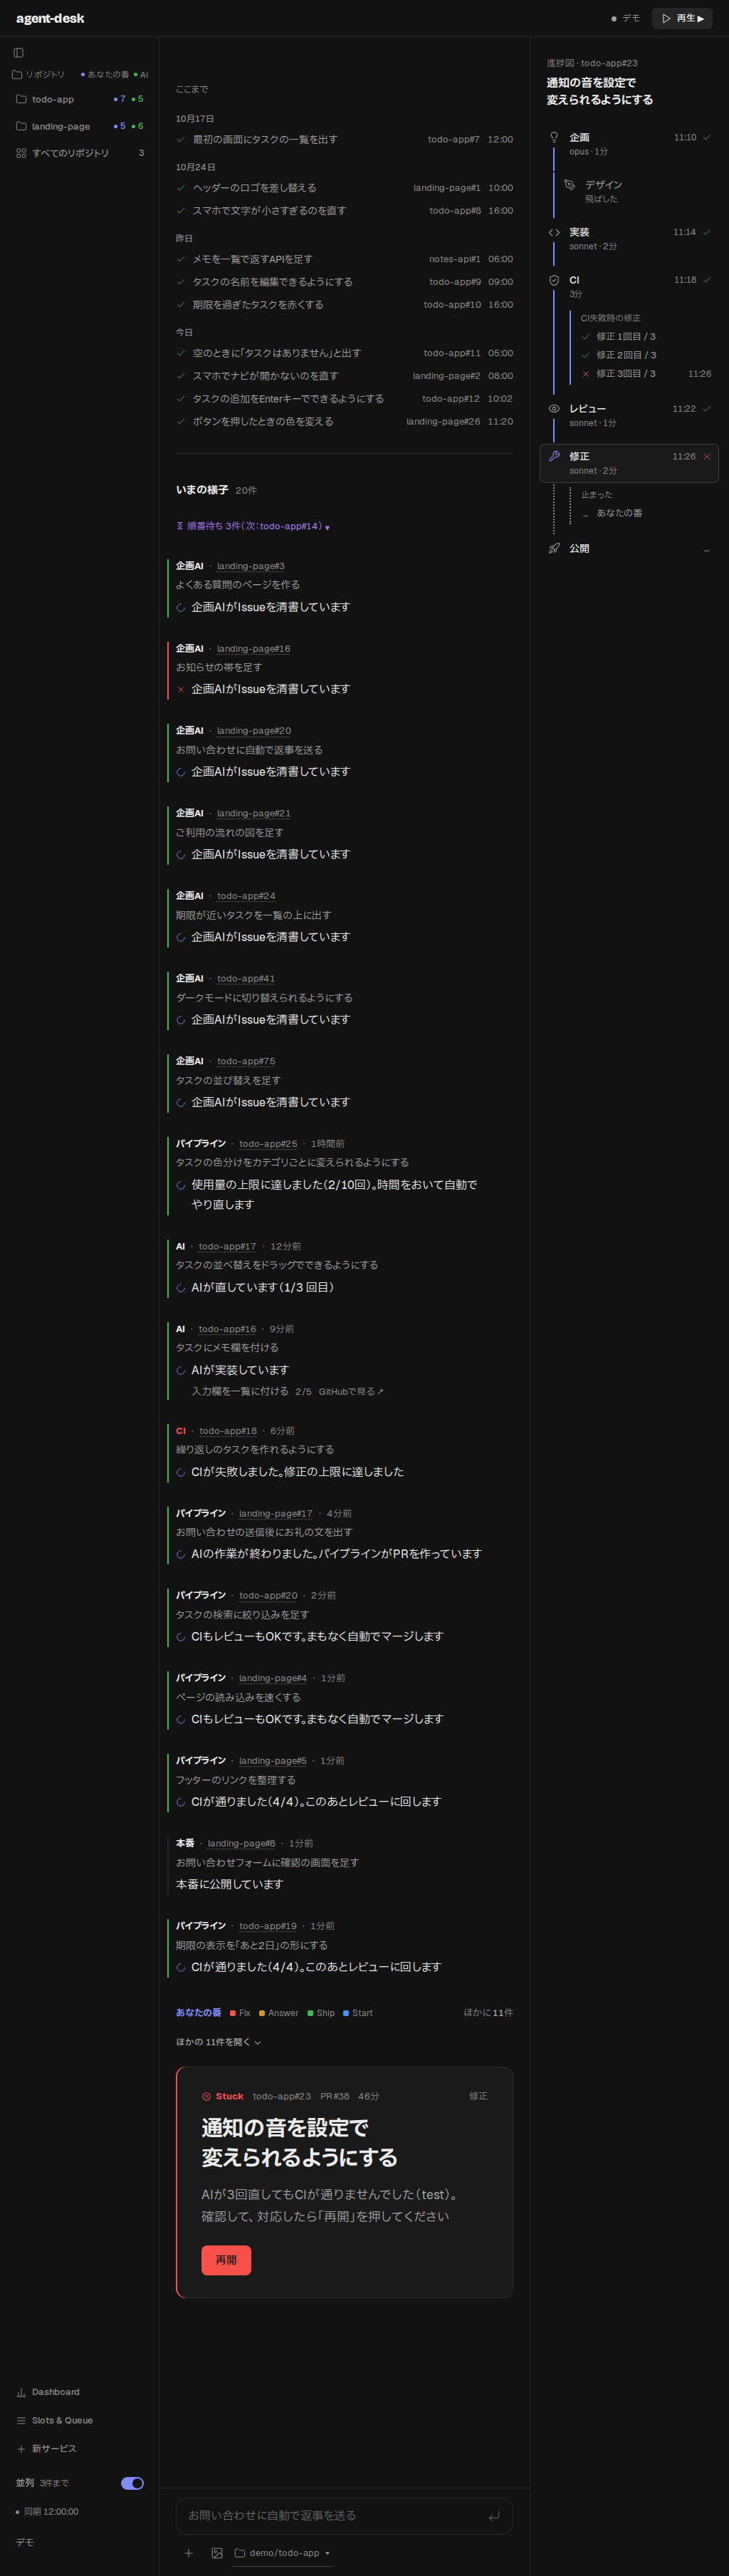 agent-desk
デモ
再生 ▶
リポジトリ
あなたの番 AI
todo-app 7 5
landing-page 5 6
すべてのリポジトリ 3
ここまで
10月17日
最初の画面にタスクの一覧を出す todo-app#7 12:00
10月24日
ヘッダーのロゴを差し替える landing-page#1 10:00
スマホで文字が小さすぎるのを直す todo-app#8 16:00
昨日
メモを一覧で返すAPIを足す notes-api#1 06:00
タスクの名前を編集できるようにする todo-app#9 09:00
期限を過ぎたタスクを赤くする todo-app#10 16:00
今日
空のときに「タスクはありません」と出す todo-app#11 05:00
スマホでナビが開かないのを直す landing-page#2 08:00
タスクの追加をEnterキーでできるようにする todo-app#12 10:02
ボタンを押したときの色を変える landing-page#26 11:20
いまの様子 20件
順番待ち 3件（次：todo-app#14）▼
企画AI · landing-page#3
よくある質問のページを作る
企画AIがIssueを清書しています
企画AI · landing-page#16
お知らせの帯を足す
企画AIがIssueを清書しています
企画AI · landing-page#20
お問い合わせに自動で返事を送る
企画AIがIssueを清書しています
企画AI · landing-page#21
ご利用の流れの図を足す
企画AIがIssueを清書しています
企画AI · todo-app#24
期限が近いタスクを一覧の上に出す
企画AIがIssueを清書しています
企画AI · todo-app#41
ダークモードに切り替えられるようにする
企画AIがIssueを清書しています
企画AI · todo-app#75
タスクの並び替えを足す
企画AIがIssueを清書しています
パイプライン · todo-app#25 · 1時間前
タスクの色分けをカテゴリごとに変えられるようにする
使用量の上限に達しました（2/10回）。時間をおいて自動で
やり直します
AI · todo-app#17 · 12分前
タスクの並べ替えをドラッグでできるようにする
AIが直しています（1/3 回目）
AI · todo-app#16 · 9分前
タスクにメモ欄を付ける
AIが実装しています
入力欄を一覧に付ける 2/5 GitHubで見る ↗
CI · todo-app#18 · 6分前
繰り返しのタスクを作れるようにする
CIが失敗しました。修正の上限に達しました
パイプライン · landing-page#17 · 4分前
お問い合わせの送信後にお礼の文を出す
AIの作業が終わりました。パイプラインがPRを作っています
パイプライン · todo-app#20 · 2分前
タスクの検索に絞り込みを足す
CIもレビューもOKです。まもなく自動でマージします
パイプライン · landing-page#4 · 1分前
ページの読み込みを速くする
CIもレビューもOKです。まもなく自動でマージします
パイプライン · landing-page#5 · 1分前
フッターのリンクを整理する
CIが通りました（4/4）。このあとレビューに回します
本番 · landing-page#8 · 1分前
お問い合わせフォームに確認の画面を足す
本番に公開しています
パイプライン · todo-app#19 · 1分前
期限の表示を「あと2日」の形にする
CIが通りました（4/4）。このあとレビューに回します
あなたの番 Fix Answer Ship Start ほかに 11件
ほかの 11件を開く
Stuck todo-app#23 PR #38 46分 修正
通知の音を設定で
変えられるようにする
AIが3回直してもCIが通りませんでした（test）。
確認して、対応したら「再開」を押してください
再開
お問い合わせに自動で返事を送る
demo/todo-app
進捗図 · todo-app#23
通知の音を設定で
変えられるようにする
企画 11:10
opus · 1分
デザイン
飛ばした
実装 11:14
sonnet · 2分
CI 11:18
3分
CI失敗時の修正
修正 1回目 / 3
修正 2回目 / 3
修正 3回目 / 3 11:26
レビュー 11:22
sonnet · 1分
修正 11:26
sonnet · 2分
止まった
… あなたの番
公開 …
Dashboard
Slots & Queue
新サービス
並列 3件まで
同期 12:00:00
デモ